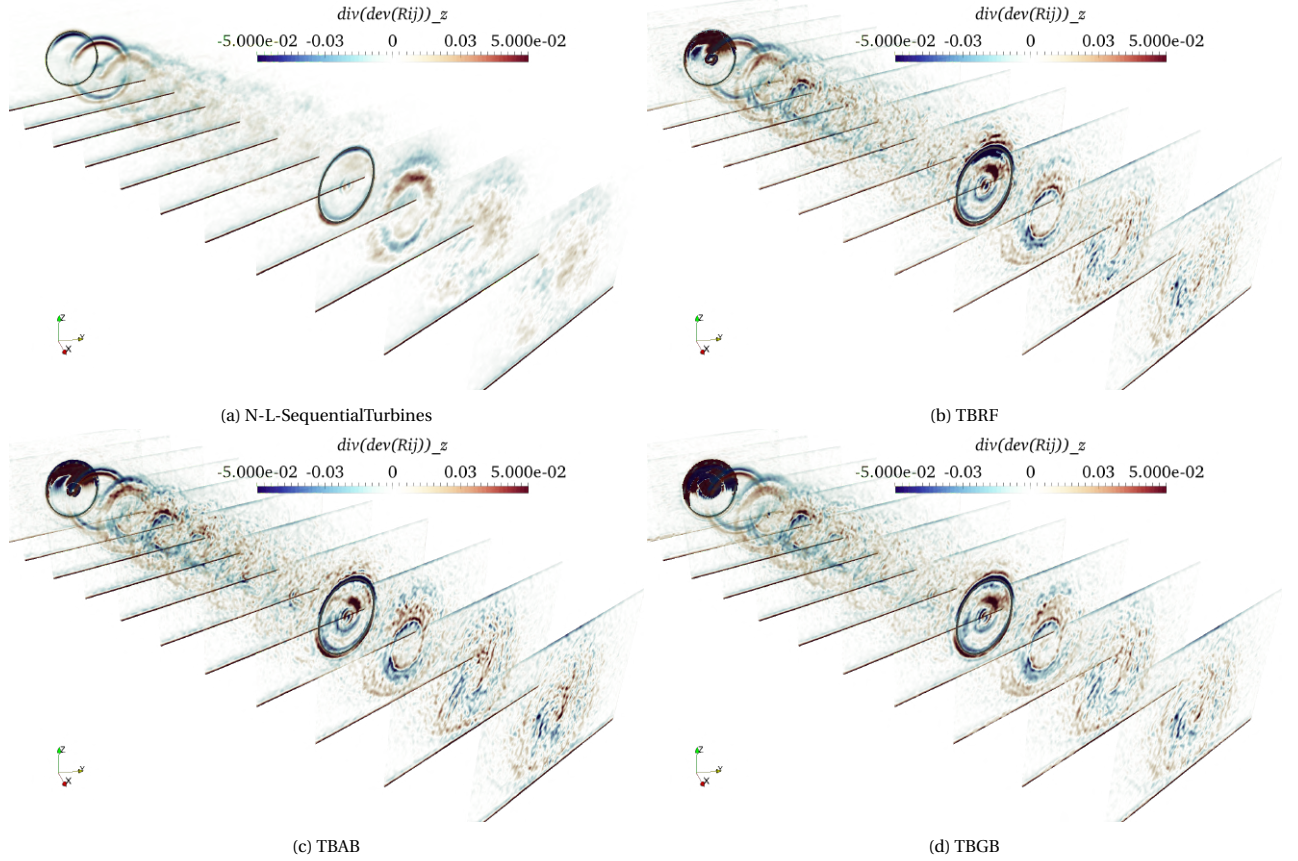 div(dev(Rij))_z
-5.000e-02 -0.03 0 0.03 5.000e-02
Z
Y
X
(a) N-L-SequentialTurbines
div(dev(Rij))_z
-5.000e-02 -0.03 0 0.03 5.000e-02
Z
Y
X
(b) TBRF
div(dev(Rij))_z
-5.000e-02 -0.03 0 0.03 5.000e-02
Z
Y
X
(c) TBAB
div(dev(Rij))_z
-5.000e-02 -0.03 0 0.03 5.000e-02
Z
Y
X
(d) TBGB